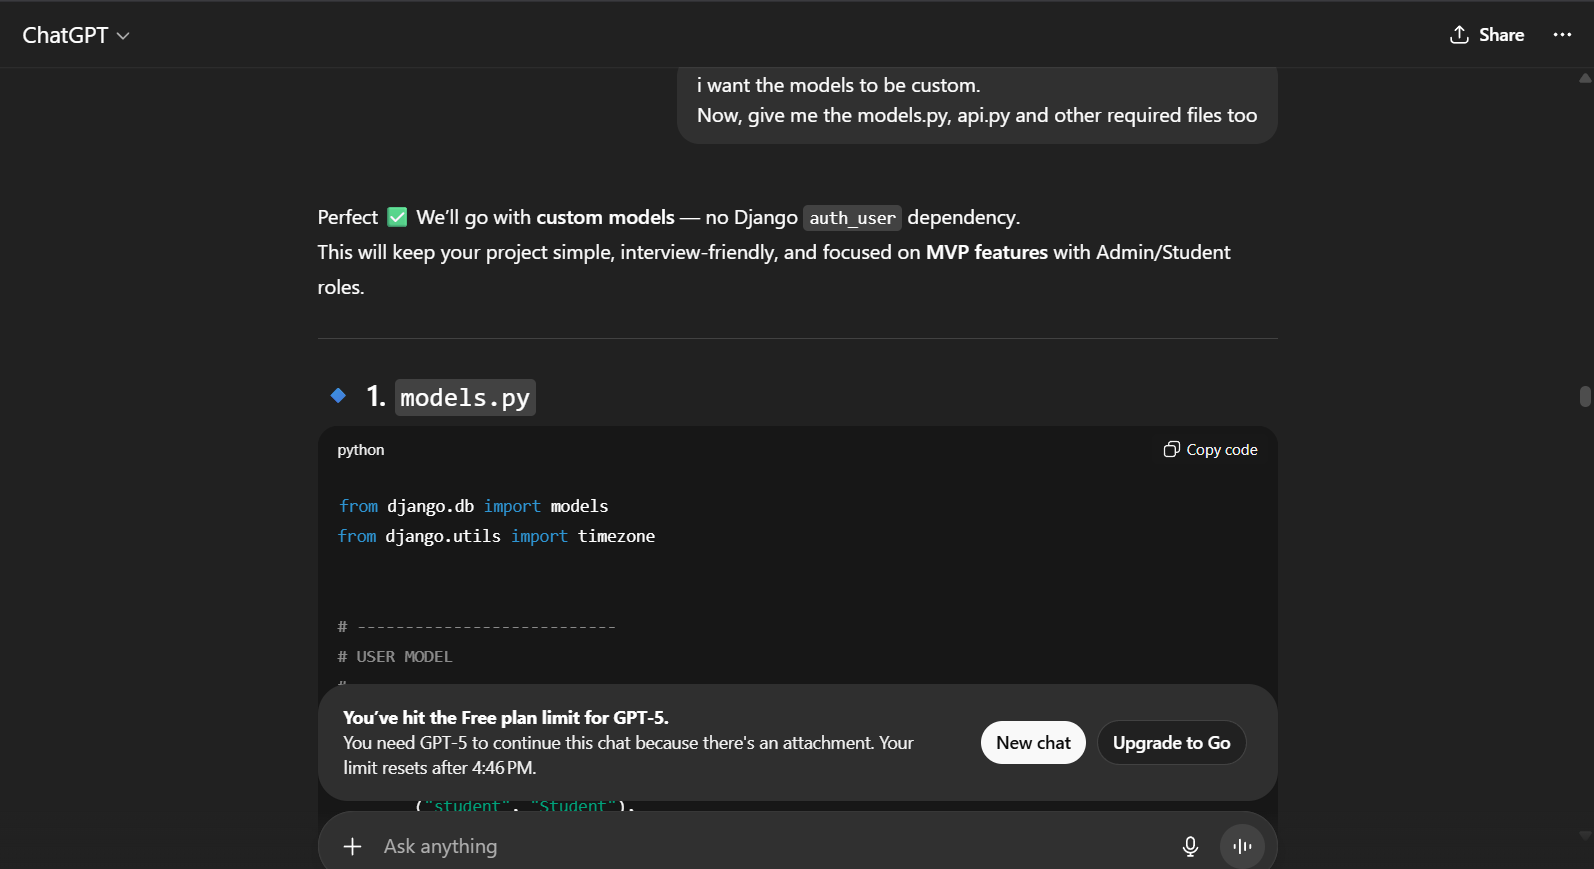 ChatGPT
Share
i want the models to be custom.
Now, give me the models.py, api.py and other required files too
Perfect ✅ We’ll go with custom models — no Django auth_user dependency.
This will keep your project simple, interview-friendly, and focused on MVP features with Admin/Student
roles.
1. models.py
python
Copy code
from django.db import models
from django.utils import timezone
# ---------------------------
# USER MODEL
#
You’ve hit the Free plan limit for GPT-5.
You need GPT-5 to continue this chat because there's an attachment. Your
limit resets after 4:46 PM.
New chat
Upgrade to Go
("student", "Student"),
Ask anything